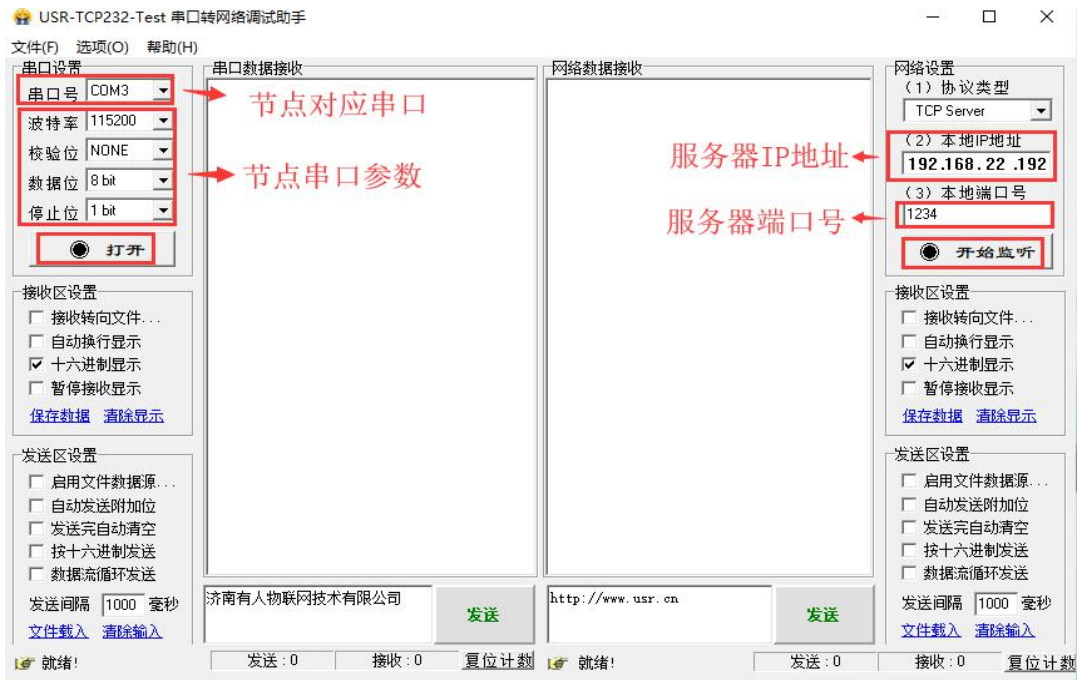 USR-TCP232-Test 串口转网络调试助手
文件(F) 选项(O) 帮助(H)
串口设置
串口号 COM3
波特率 115200
校验位 NONE
数据位 8 bit
停止位 1 bit
打开
接收区设置
接收转向文件...
自动换行显示
十六进制显示
暂停接收显示
保存数据 清除显示
发送区设置
启用文件数据源...
自动发送附加位
发送完自动清空
按十六进制发送
数据流循环发送
发送间隔 1000 毫秒
文件载入 清除输入
串口数据接收
节点对应串口
节点串口参数
济南有人物联网技术有限公司
发送
网络数据接收
服务器IP地址
服务器端口号
http://www.usr.cn
发送
网络设置
(1) 协议类型
TCP Server
(2) 本地IP地址
192.168.22 .192
(3) 本地端口号
1234
开始监听
接收区设置
接收转向文件...
自动换行显示
十六进制显示
暂停接收显示
保存数据 清除显示
发送区设置
启用文件数据源...
自动发送附加位
发送完自动清空
按十六进制发送
数据流循环发送
发送间隔 1000 毫秒
文件载入 清除输入
就绪! 发送:0 接收:0 复位计数 就绪! 发送:0 接收:0 复位计数